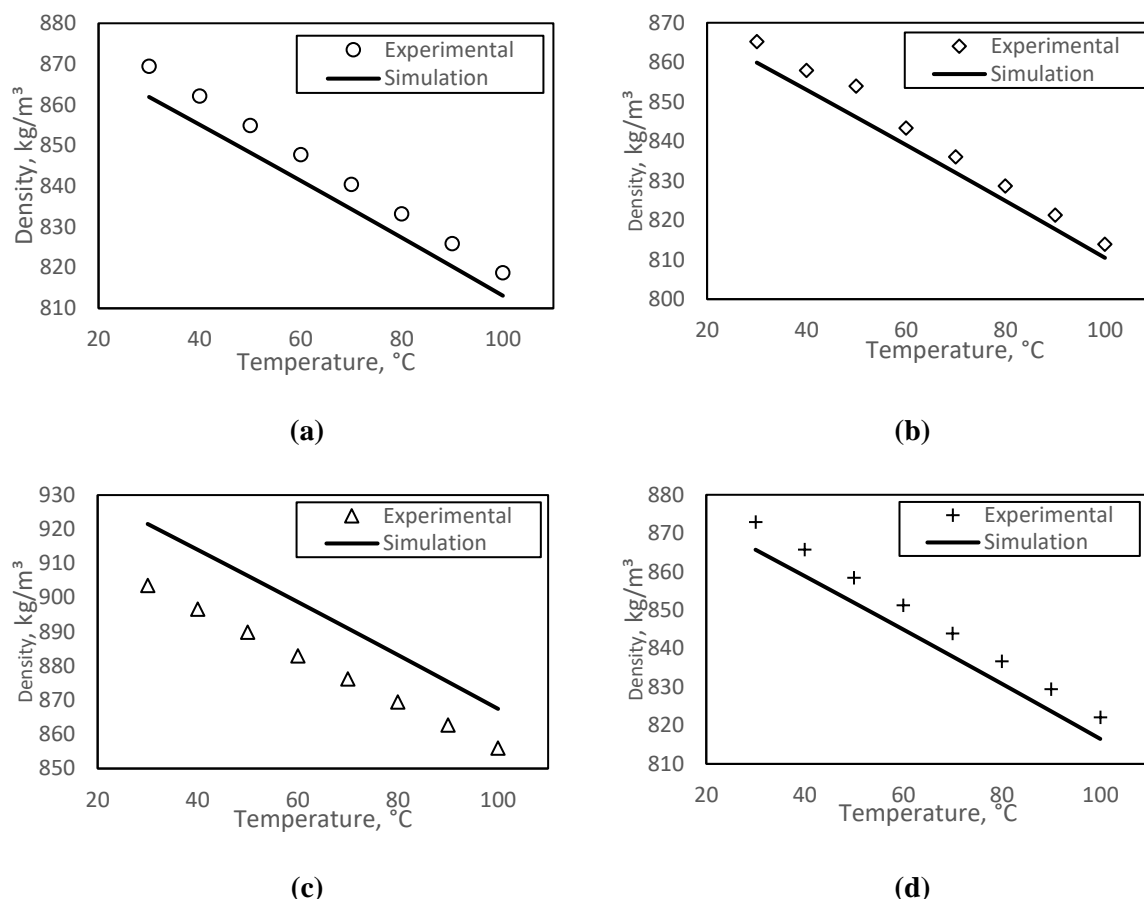 880
870
860
850
840
830
820
810
Density, kg/m³
Experimental
Simulation
20 40 60 80 100
Temperature, °C
(a)
870
860
850
840
830
820
810
800
Density, kg/m³
Experimental
Simulation
20 40 60 80 100
Temperature, °C
(b)
930
920
910
900
890
880
870
860
850
Density, kg/m³
Experimental
Simulation
20 40 60 80 100
Temperature, °C
(c)
880
870
860
850
840
830
820
810
Density, kg/m³
Experimental
Simulation
20 40 60 80 100
Temperature, °C
(d)